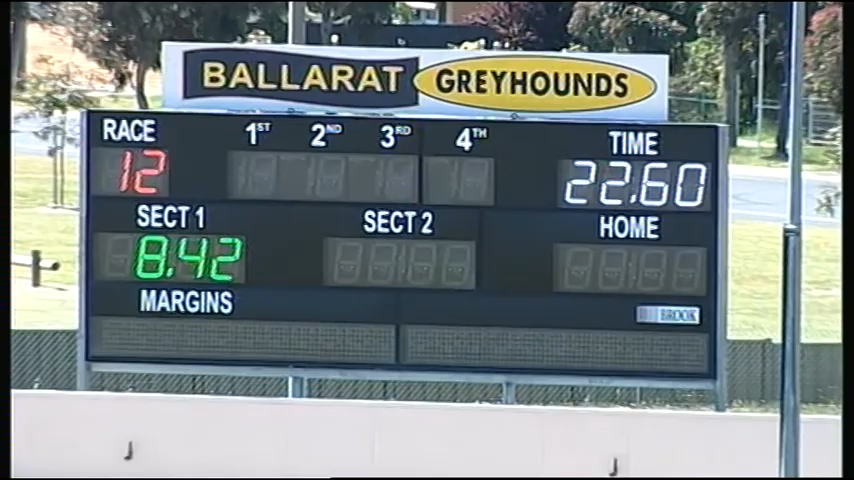 BALLARAT GREYHOUNDS
RACE 1ST 2ND 3RD 4TH TIME
12 22.60
SECT 1 SECT 2 HOME
8.42
MARGINS BROOK